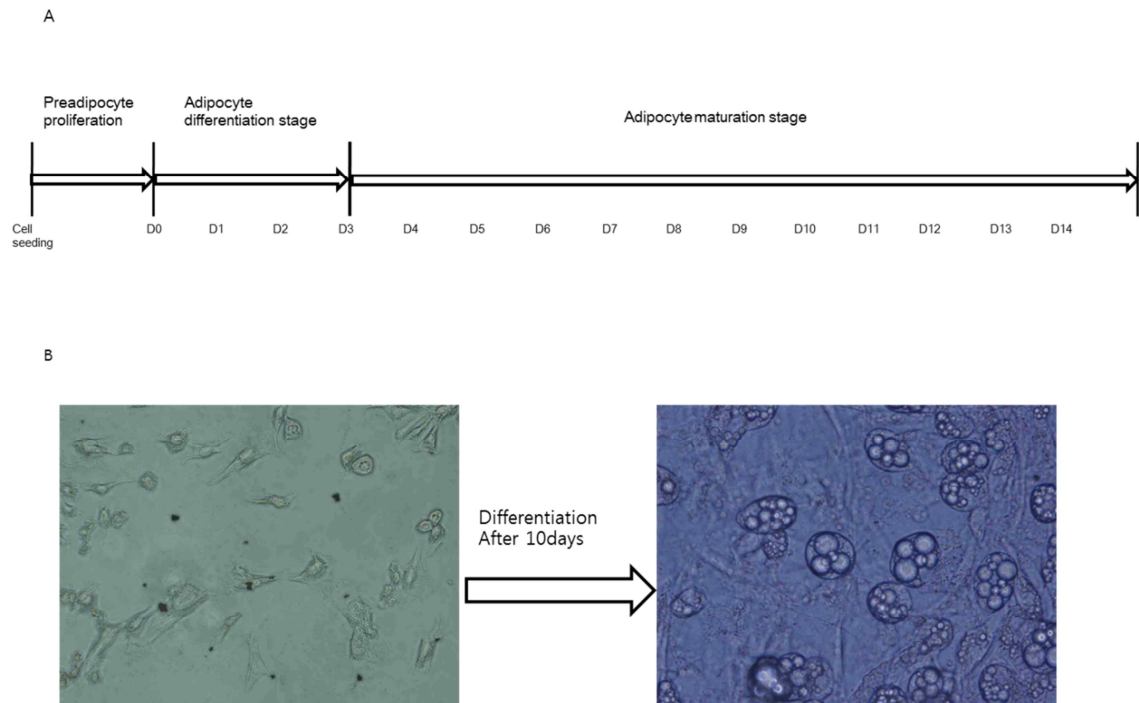 A
Preadipocyte
proliferation
Adipocyte
differentiation stage
Adipocyte maturation stage
Cell
seeding
D0 D1 D2 D3 D4 D5 D6 D7 D8 D9 D10 D11 D12 D13 D14
B
Differentiation
After 10days